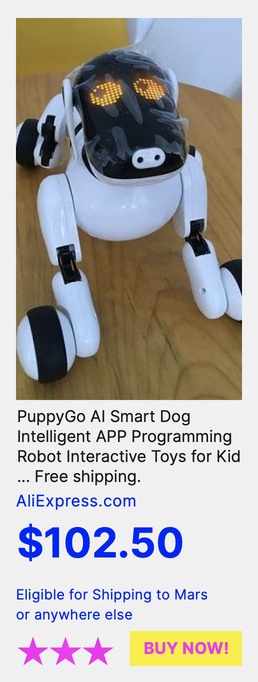 PuppyGo AI Smart Dog
Intelligent APP Programming
Robot Interactive Toys for Kid
... Free shipping.
AliExpress.com
$102.50
Eligible for Shipping to Mars
or anywhere else
BUY NOW!